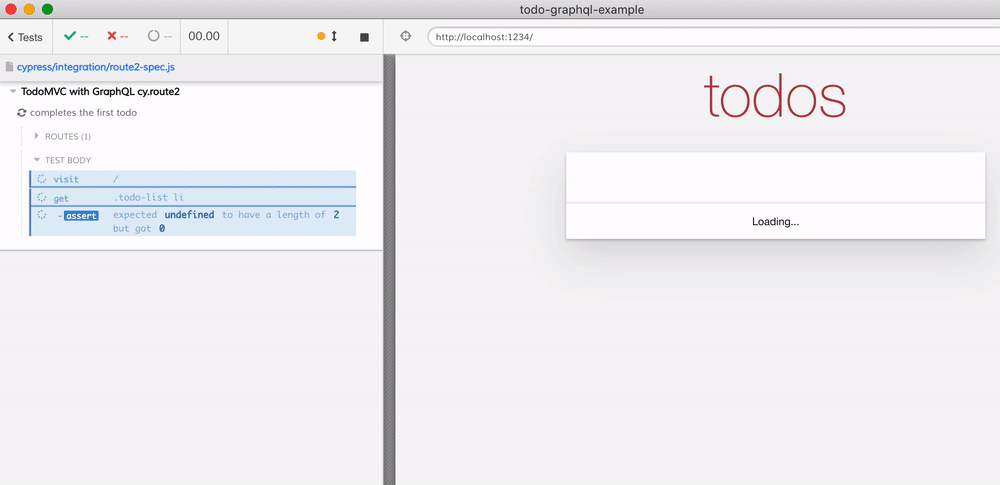 todo-graphql-example
Tests -- -- -- 00.00 http://localhost:1234/
cypress/integration/route2-spec.js
TodoMVC with GraphQL cy.route2
completes the first todo
ROUTES (1)
TEST BODY
visit /
get .todo-list li
-assert expected undefined to have a length of 2
but got 0
todos
Loading...